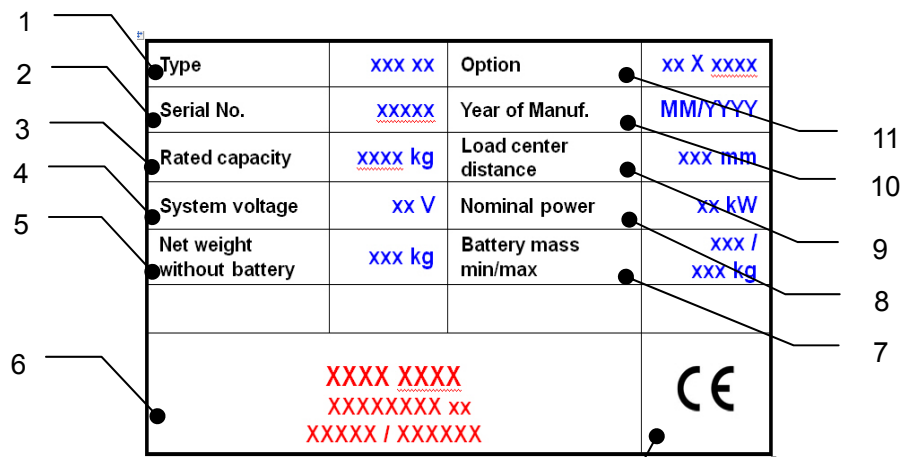 1
2
3
4
5
6
Type xxx xx Option xx X xxxx
Serial No. xxxxx Year of Manuf. MM/YYYY
Rated capacity xxxx kg Load center
distance xxx mm
System voltage xx V Nominal power xx kW
Net weight
without battery xxx kg Battery mass
min/max xxx /
xxx kg
XXXX XXXX
XXXXXXXX xx
XXXXX / XXXXXX
CE
11
10
9
8
7